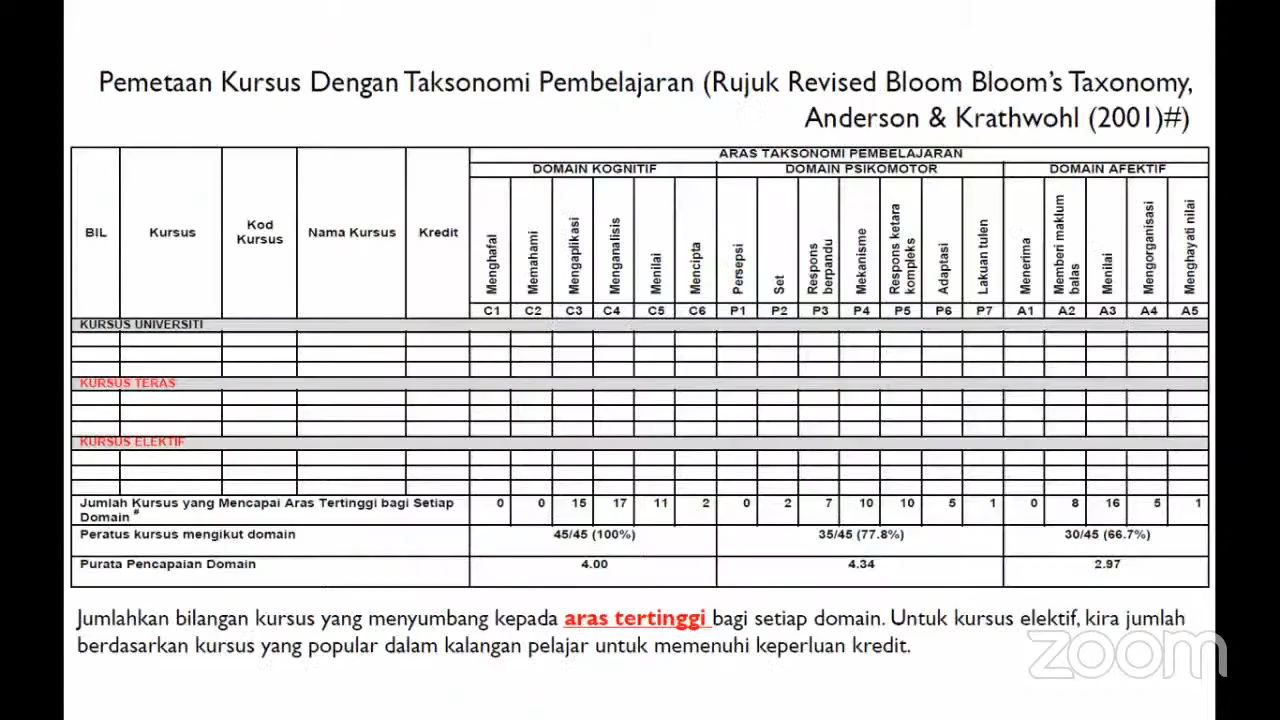 Pemetaan Kursus Dengan Taksonomi Pembelajaran (Rujuk Revised Bloom Bloom's Taxonomy,
Anderson & Krathwohl (2001)#)
ARAS TAKSONOMI PEMBELAJARAN
BIL Kursus Kod Kursus Nama Kursus Kredit DOMAIN KOGNITIF DOMAIN PSIKOMOTOR DOMAIN AFEKTIF
Menghafal Memahami Mengaplikasi Menganalisis Menilai Mencipta Persepsi Set Respons berpandu Mekanisme Respons ketara kompleks Adaptasi Lakuan tulen Menerima Memberi maklum balas Menilai Mengorganisasi Menghayati nilai
C1 C2 C3 C4 C5 C6 P1 P2 P3 P4 P5 P6 P7 A1 A2 A3 A4 A5
KURSUS UNIVERSITI
KURSUS TERAS
KURSUS ELEKTIF
Jumlah Kursus yang Mencapai Aras Tertinggi bagi Setiap Domain # 0 0 15 17 11 2 0 2 7 10 10 5 1 0 8 16 5 1
Peratus kursus mengikut domain 45/45 (100%) 35/45 (77.8%) 30/45 (66.7%)
Purata Pencapaian Domain 4.00 4.34 2.97
Jumlahkan bilangan kursus yang menyumbang kepada aras tertinggi bagi setiap domain. Untuk kursus elektif, kira jumlah
berdasarkan kursus yang popular dalam kalangan pelajar untuk memenuhi keperluan kredit.
zoom